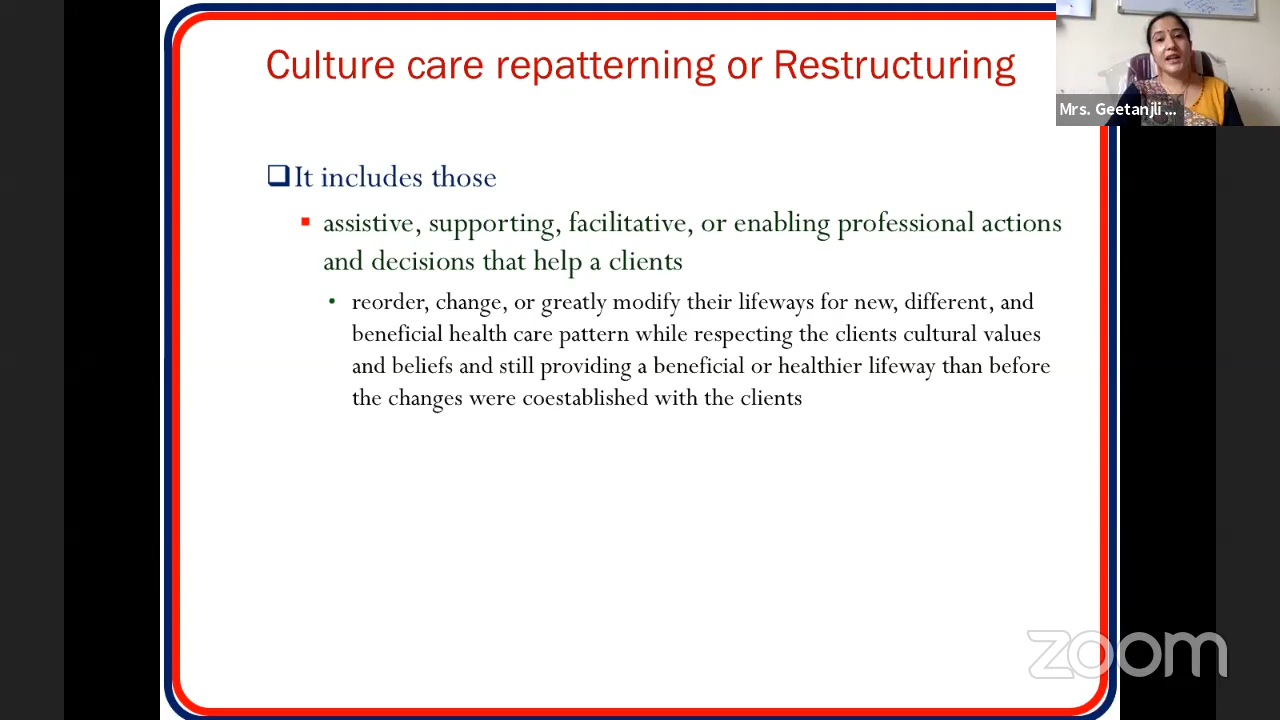 Culture care repatterning or Restructuring
Mrs. Geetanjli ...
It includes those
assistive, supporting, facilitative, or enabling professional actions
and decisions that help a clients
reorder, change, or greatly modify their lifeways for new, different, and
beneficial health care pattern while respecting the clients cultural values
and beliefs and still providing a beneficial or healthier lifeway than before
the changes were coestablished with the clients
zoom